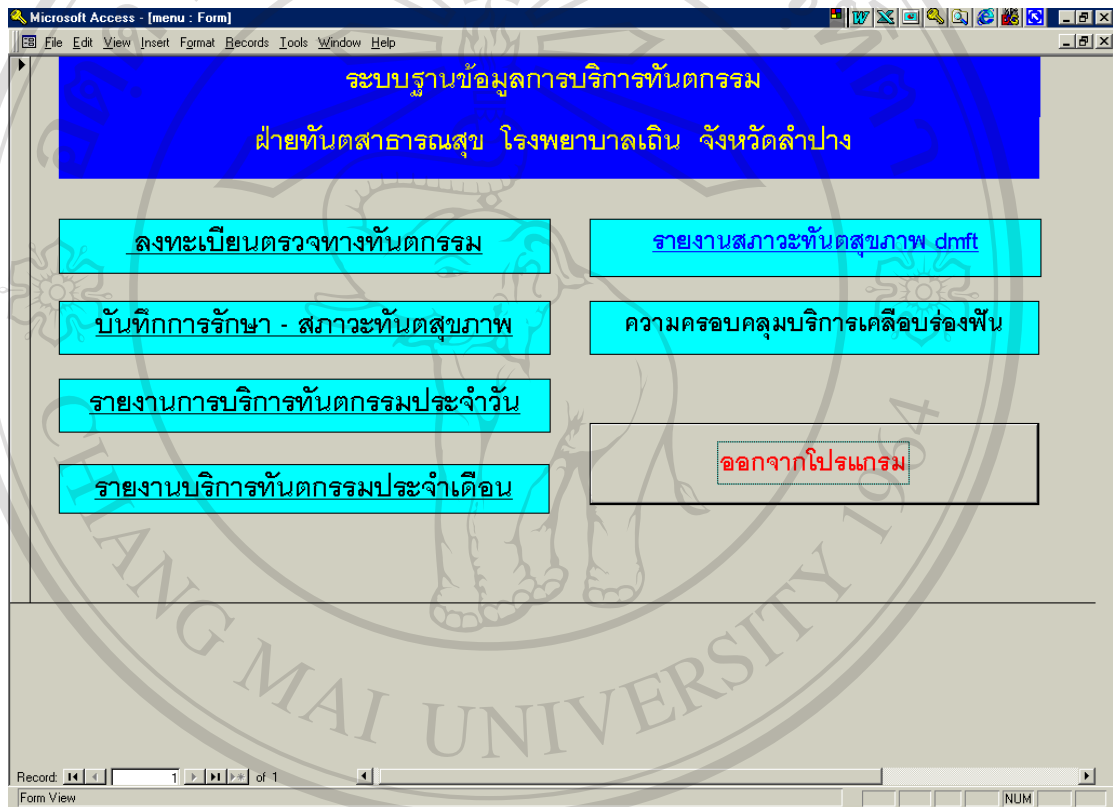 Microsoft Access - [menu : Form]
File Edit View Insert Format Records Tools Window Help
ระบบฐานข้อมูลการบริการทันตกรรม
ฝ่ายทันตสาธารณสุข โรงพยาบาลเถิน จังหวัดลำปาง
ลงทะเบียนตรวจทางทันตกรรม
บันทึกการรักษา - สภาวะทันตสุขภาพ
รายงานการบริการทันตกรรมประจำวัน
รายงานบริการทันตกรรมประจำเดือน
รายงานสภาวะทันตสุขภาพ dmft
ความครอบคลุมบริการเคลือบร่องฟัน
ออกจากโปรแกรม
CHIANG MAI UNIVERSITY 1964
Record: 1 of 1
Form View NUM